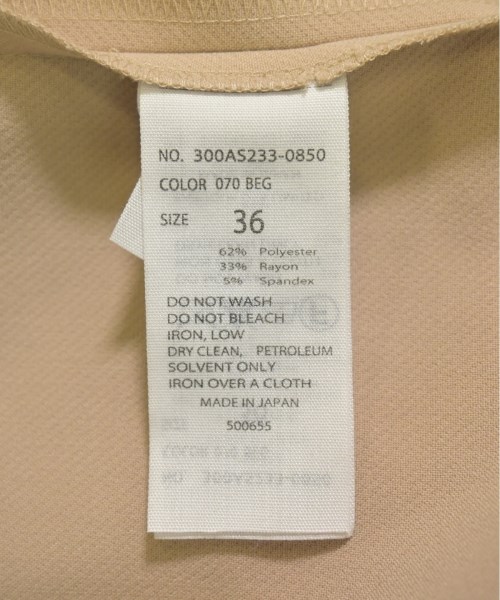 NO. 300AS233-0850
COLOR 070 BEG
SIZE 36
62% Polyester
33% Rayon
5% Spandex
DO NOT WASH
DO NOT BLEACH
IRON, LOW
DRY CLEAN, PETROLEUM
SOLVENT ONLY
IRON OVER A CLOTH
MADE IN JAPAN
500655